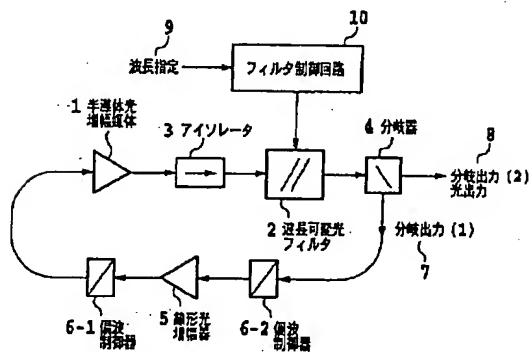 9
10
波長指定
フィルタ制御回路
1 半導体光
増幅媒体
3 アイソレータ
4 分岐器
8
分岐出力 (2)
光出力
2 波長可変光
フィルタ
分岐出力 (1)
7
6-1 偏波
制御器
5 線形光
増幅器
6-2 偏波
制御器